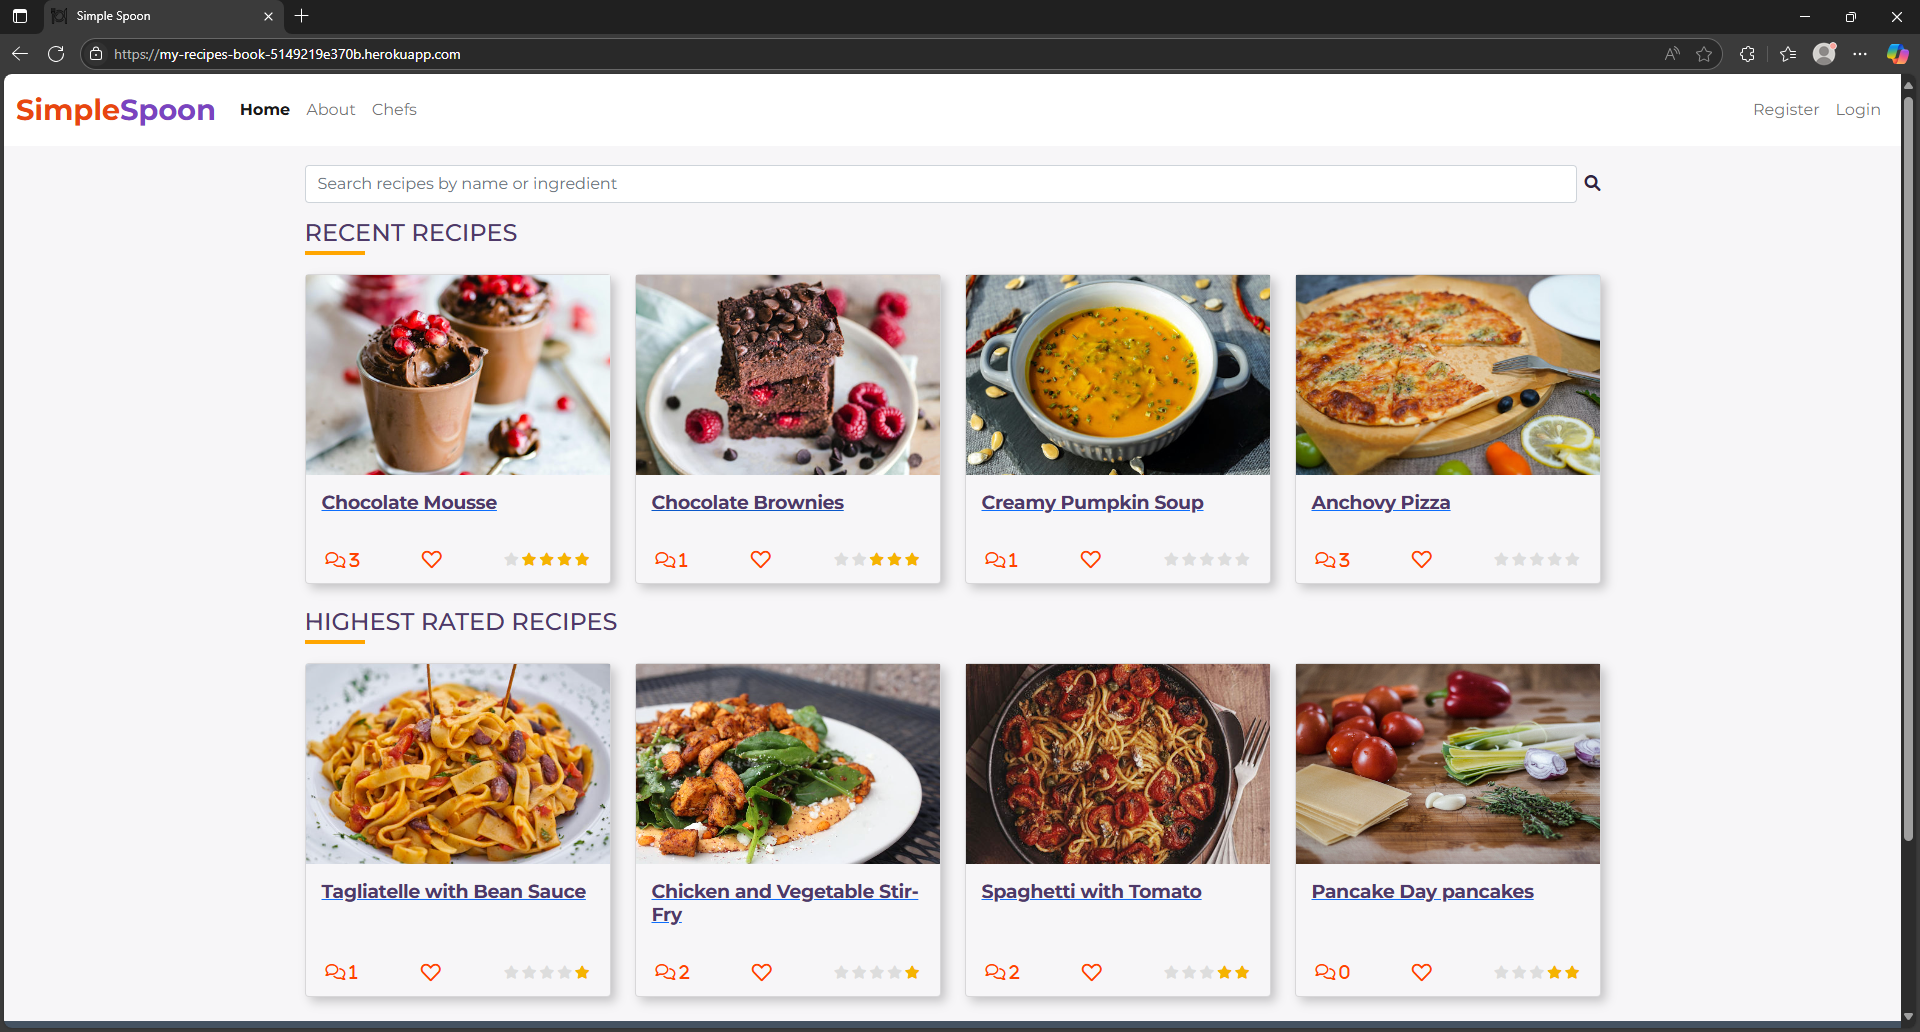 Simple Spoon
https://my-recipes-book-5149219e370b.herokuapp.com
SimpleSpoon Home About Chefs Register Login
Search recipes by name or ingredient
RECENT RECIPES
Chocolate Mousse
3
Chocolate Brownies
1
Creamy Pumpkin Soup
1
Anchovy Pizza
3
HIGHEST RATED RECIPES
Tagliatelle with Bean Sauce
1
Chicken and Vegetable Stir-
Fry
2
Spaghetti with Tomato
2
Pancake Day pancakes
0